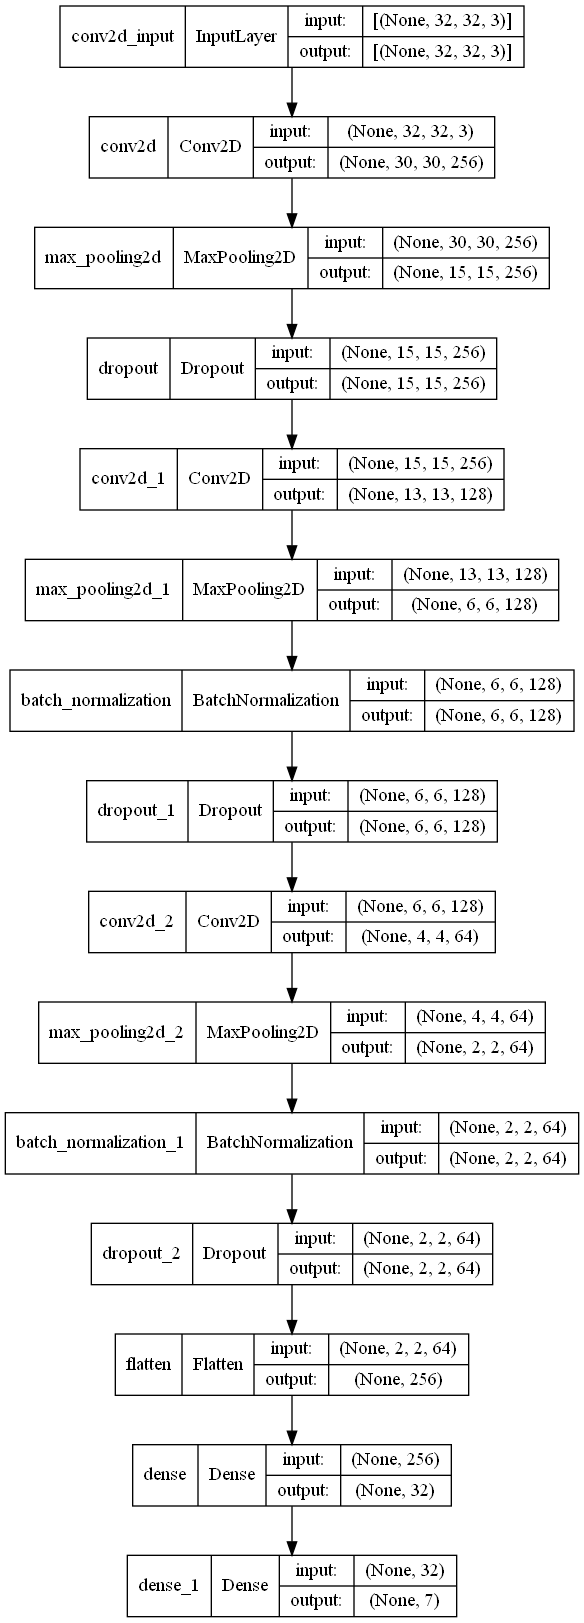 conv2d_input InputLayer input: [(None, 32, 32, 3)]
output: [(None, 32, 32, 3)]
conv2d Conv2D input: (None, 32, 32, 3)
output: (None, 30, 30, 256)
max_pooling2d MaxPooling2D input: (None, 30, 30, 256)
output: (None, 15, 15, 256)
dropout Dropout input: (None, 15, 15, 256)
output: (None, 15, 15, 256)
conv2d_1 Conv2D input: (None, 15, 15, 256)
output: (None, 13, 13, 128)
max_pooling2d_1 MaxPooling2D input: (None, 13, 13, 128)
output: (None, 6, 6, 128)
batch_normalization BatchNormalization input: (None, 6, 6, 128)
output: (None, 6, 6, 128)
dropout_1 Dropout input: (None, 6, 6, 128)
output: (None, 6, 6, 128)
conv2d_2 Conv2D input: (None, 6, 6, 128)
output: (None, 4, 4, 64)
max_pooling2d_2 MaxPooling2D input: (None, 4, 4, 64)
output: (None, 2, 2, 64)
batch_normalization_1 BatchNormalization input: (None, 2, 2, 64)
output: (None, 2, 2, 64)
dropout_2 Dropout input: (None, 2, 2, 64)
output: (None, 2, 2, 64)
flatten Flatten input: (None, 2, 2, 64)
output: (None, 256)
dense Dense input: (None, 256)
output: (None, 32)
dense_1 Dense input: (None, 32)
output: (None, 7)